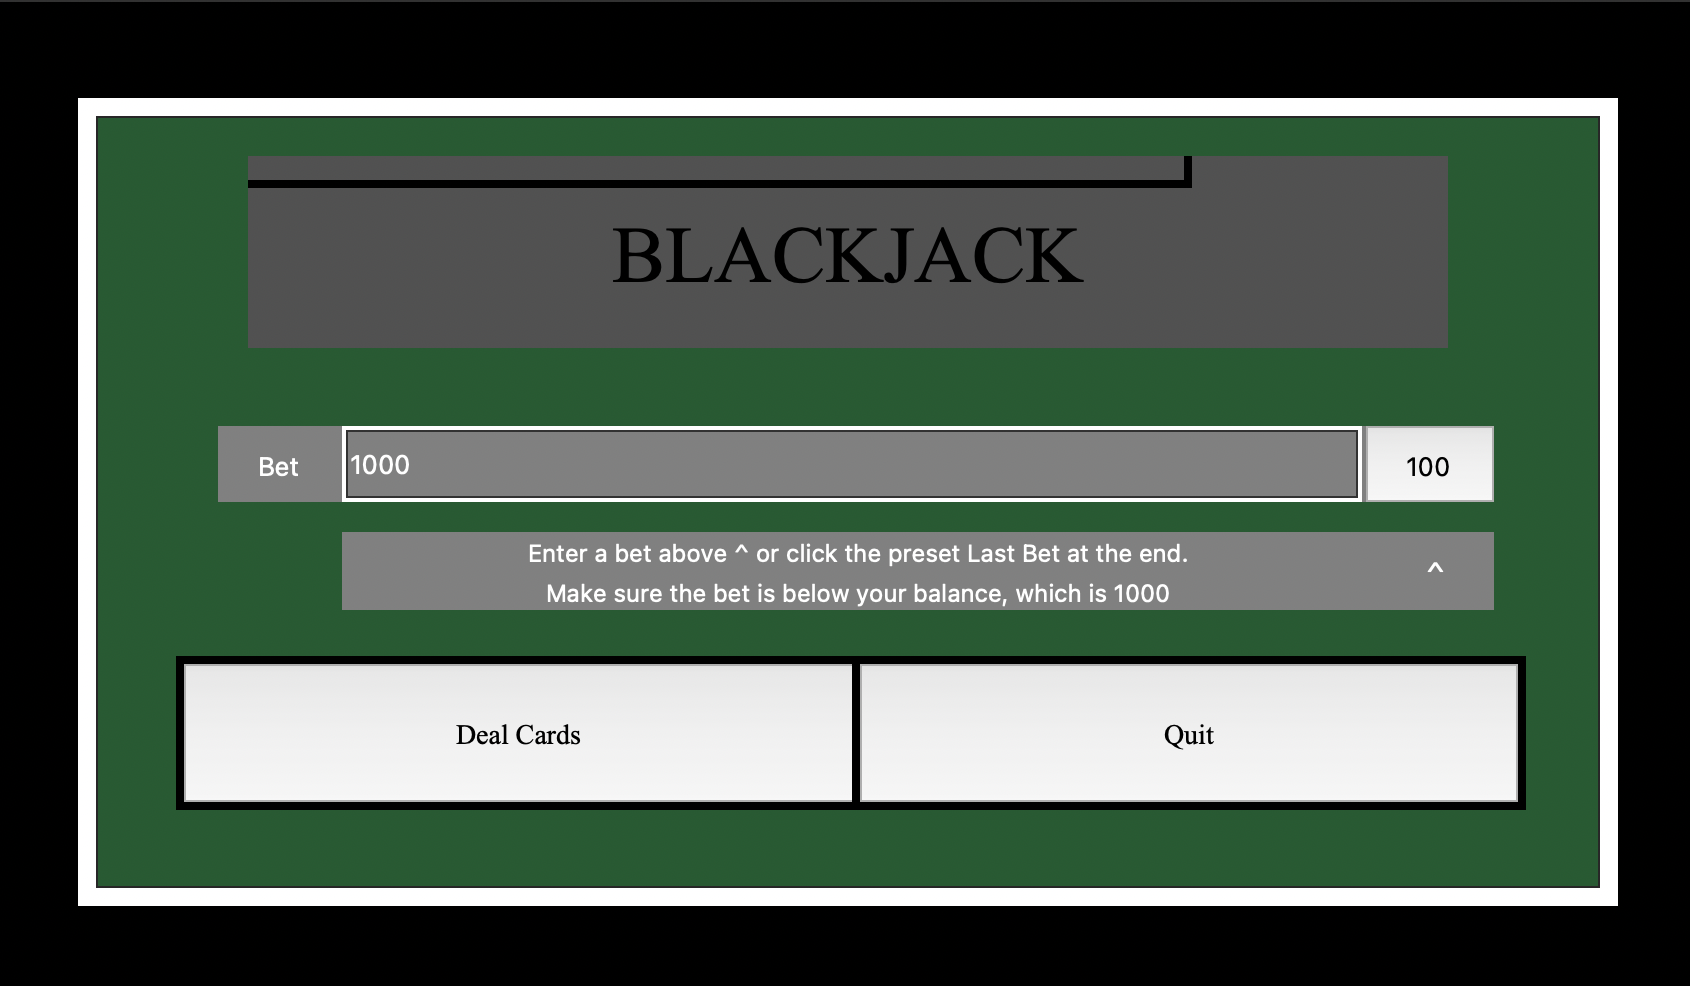 BLACKJACK
Bet 1000 100
Enter a bet above ^ or click the preset Last Bet at the end. ^
Make sure the bet is below your balance, which is 1000
Deal Cards Quit